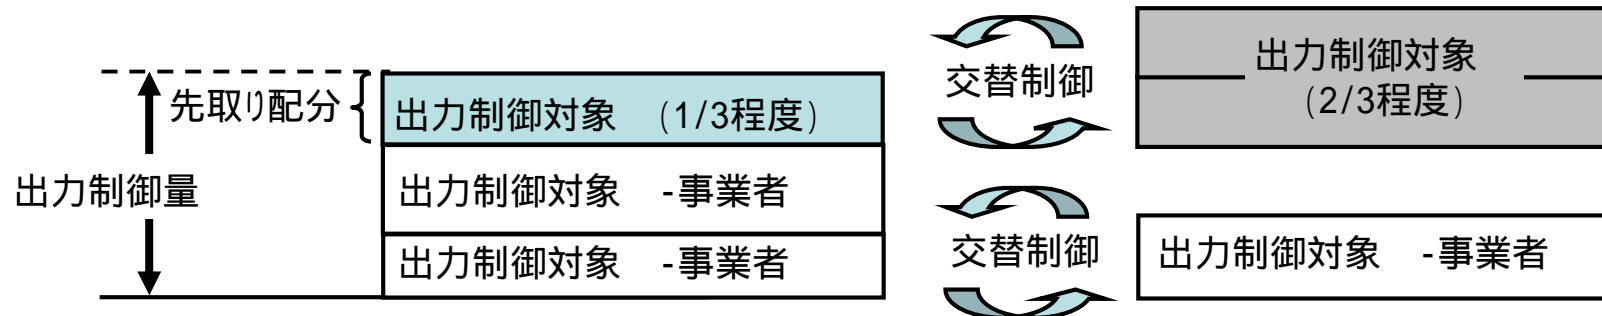 先取り配分
出力制御量
出力制御対象　(1/3程度)
出力制御対象　-事業者
出力制御対象　-事業者
交替制御
交替制御
出力制御対象
(2/3程度)
出力制御対象　-事業者